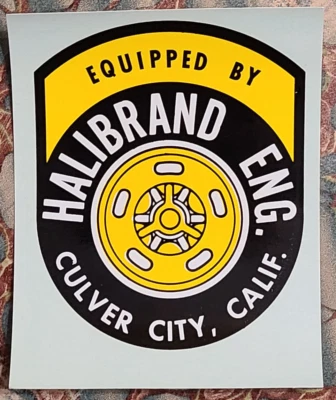 EQUIPPED BY
HALIBRAND ENG.
CULVER CITY, CALIF.